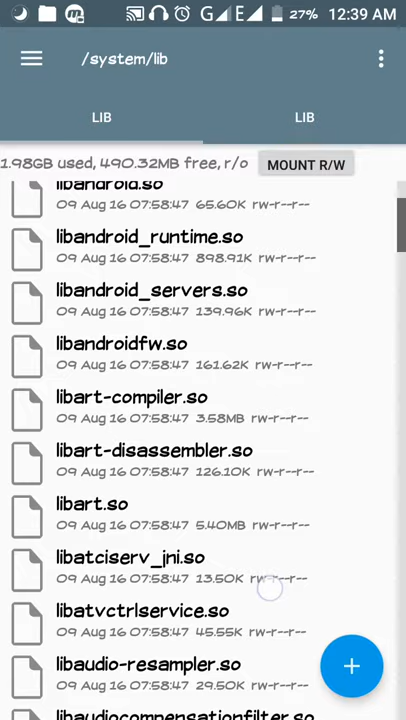 G E 27% 12:39 AM
/system/lib
LIB LIB
1.98GB used, 490.32MB free, r/o MOUNT R/W
libandroid.so
09 Aug 16 07:58:47 65.60K rw-r--r--
libandroid_runtime.so
09 Aug 16 07:58:47 898.91K rw-r--r--
libandroid_servers.so
09 Aug 16 07:58:47 139.96K rw-r--r--
libandroidfw.so
09 Aug 16 07:58:47 161.62K rw-r--r--
libart-compiler.so
09 Aug 16 07:58:47 3.58MB rw-r--r--
libart-disassembler.so
09 Aug 16 07:58:47 126.10K rw-r--r--
libart.so
09 Aug 16 07:58:47 5.40MB rw-r--r--
libatciserv_jni.so
09 Aug 16 07:58:47 13.50K rw-r--r--
libatvctrlservice.so
09 Aug 16 07:58:47 45.55K rw-r--r--
libaudio-resampler.so
09 Aug 16 07:58:47 29.50K rw-r--r--
libaudiocompensationfilter.so